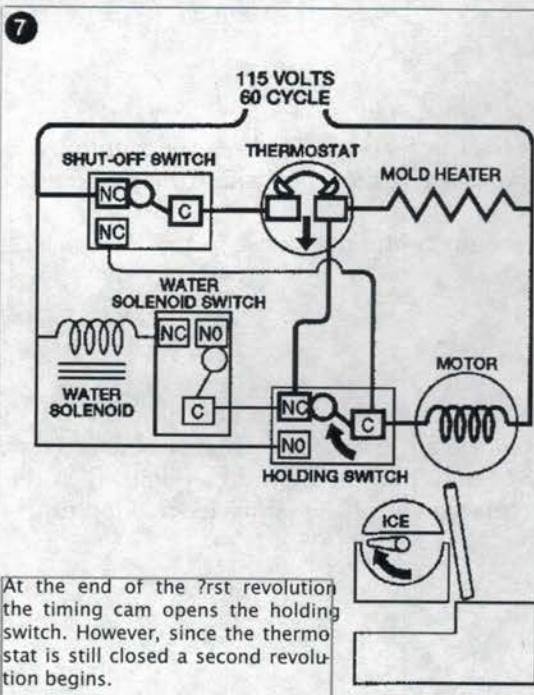 7
115 VOLTS
60 CYCLE
SHUT-OFF SWITCH
THERMOSTAT
MOLD HEATER
NC
C
NC
WATER
SOLENOID SWITCH
NC NO
MOTOR
WATER
SOLENOID
C
NC
C
NO
HOLDING SWITCH
ICE
At the end of the ?rst revolution
the timing cam opens the holding
switch. However, since the thermo
stat is still closed a second revolu-
tion begins.